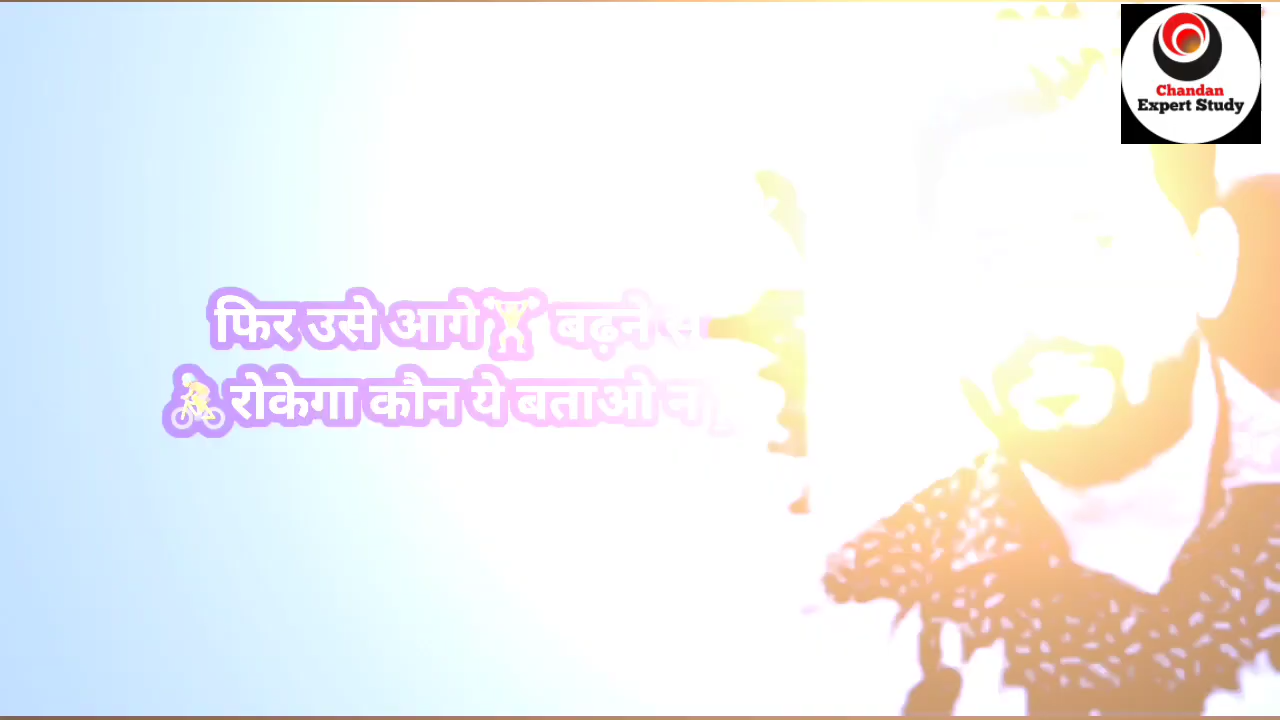 Chandan
Expert Study
फिर उसे आगे🏋 बढ़ने
🚴रोकेगा कौन ये बताओ